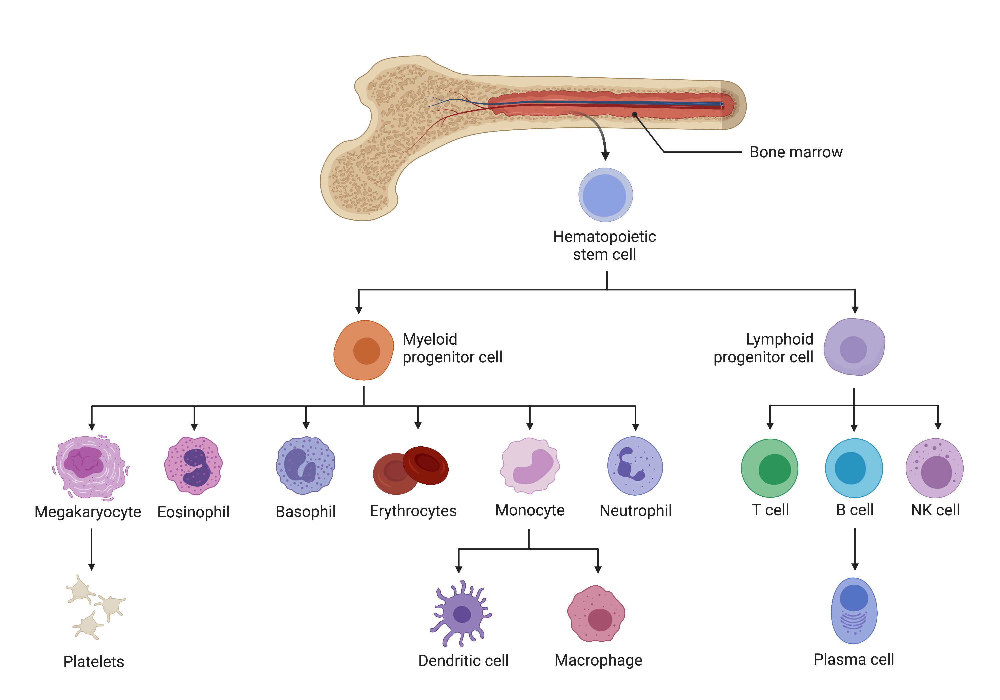 Bone marrow
Hematopoietic
stem cell
Myeloid
progenitor cell
Lymphoid
progenitor cell
Megakaryocyte
Eosinophil
Basophil
Erythrocytes
Monocyte
Neutrophil
T cell
B cell
NK cell
Platelets
Dendritic cell
Macrophage
Plasma cell